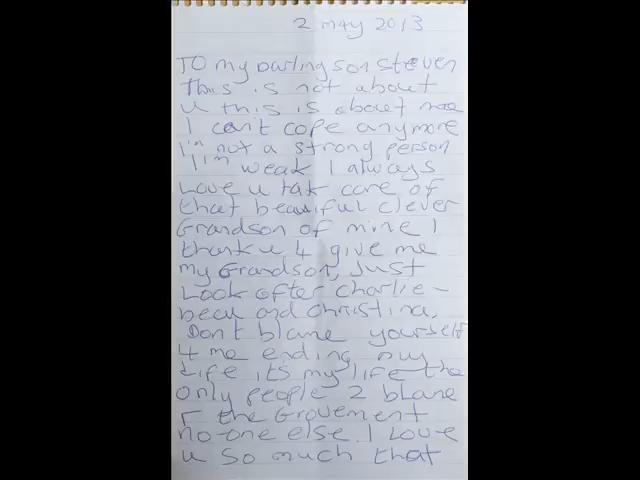 2 may 2013
TO my Darling son steven
this is not about
u this is about me
I can't cope anymore
I'm not a strong person
I'm weak I always
Love u tak care of
that beautiful clever
Grandson of mine I
thank u 4 give me
my Grandson, Just
Look after Charlie-
beau and christina,
Don't blame yourself
4 me ending my
Life its my life the
only people 2 blame
r the Grovement
no-one else I Love
u so much that